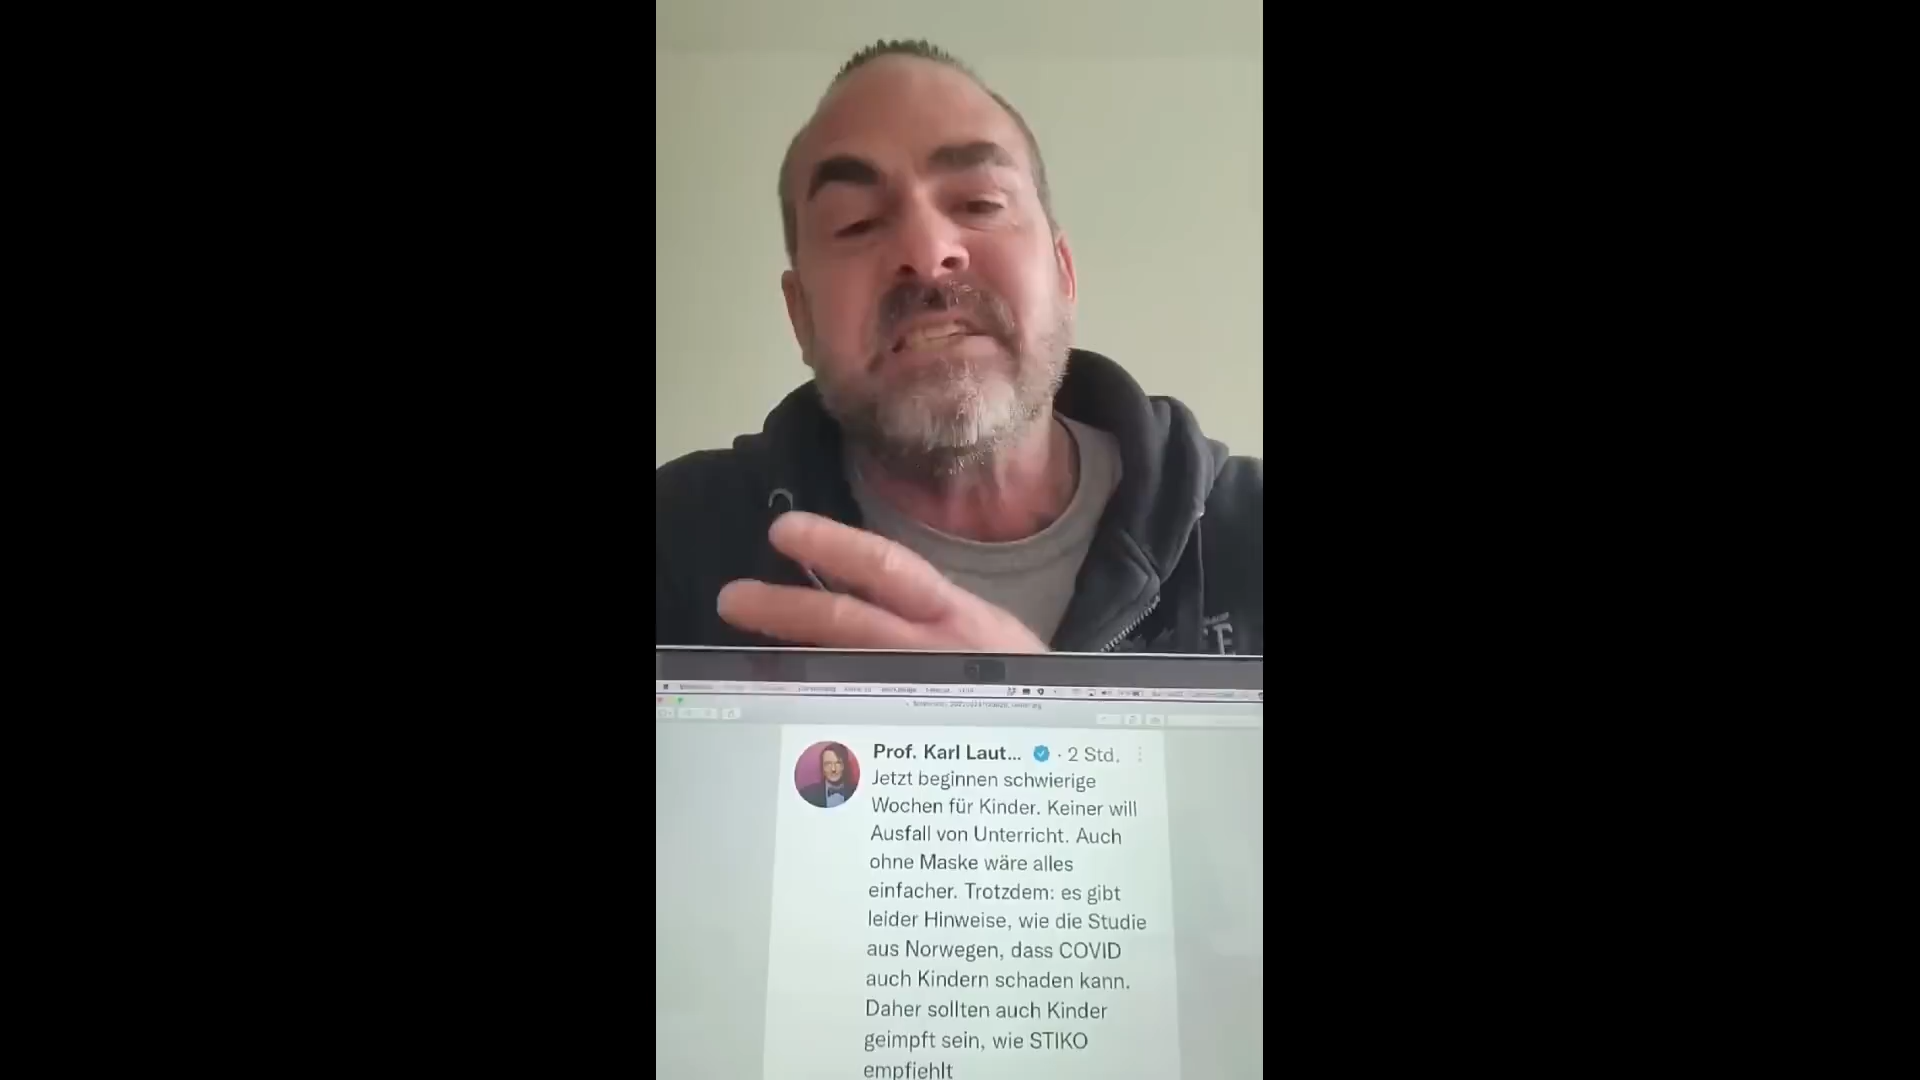 Prof. Karl Laut... · 2 Std.
Jetzt beginnen schwierige
Wochen für Kinder. Keiner will
Ausfall von Unterricht. Auch
ohne Maske wäre alles
einfacher. Trotzdem: es gibt
leider Hinweise, wie die Studie
aus Norwegen, dass COVID
auch Kindern schaden kann.
Daher sollten auch Kinder
geimpft sein, wie STIKO
empfiehlt